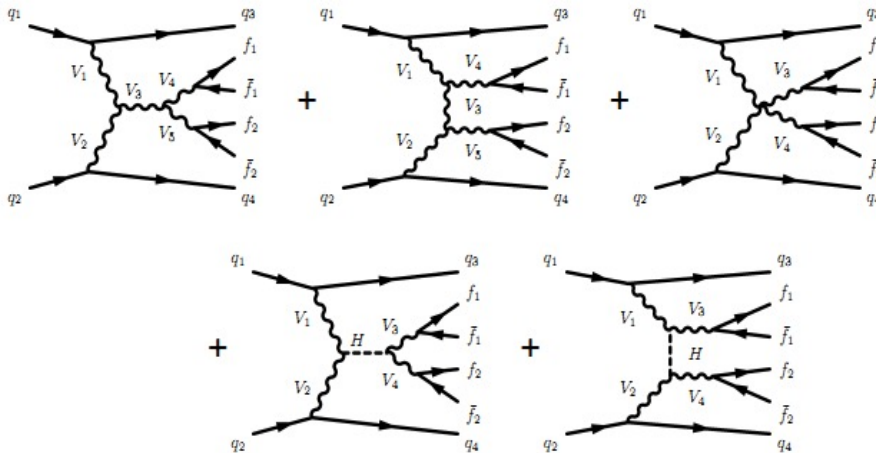 q₁ q₃ q₁ q₃ q₁ q₃
f₁ f₁ f₁
V₁ V₄ V₁ V₄ V₁ V₃
V₃ f̄₁ + V₃ f̄₁ + f̄
V₂ V₅ f₂ V₂ V₅ f₂ V₂ V₄ f
f̄₂ f̄₂ f̄
q₂ q₄ q₂ q₄ q₂ q₄
q₁ q₃ q₁ q₃
f₁ f₁
V₁ V₃ V₁ V₃
+ H f̄₁ + H f̄₁
V₂ V₄ f₂ V₂ V₄ f₂
f̄₂ f̄₂
q₂ q₄ q₂ q₄